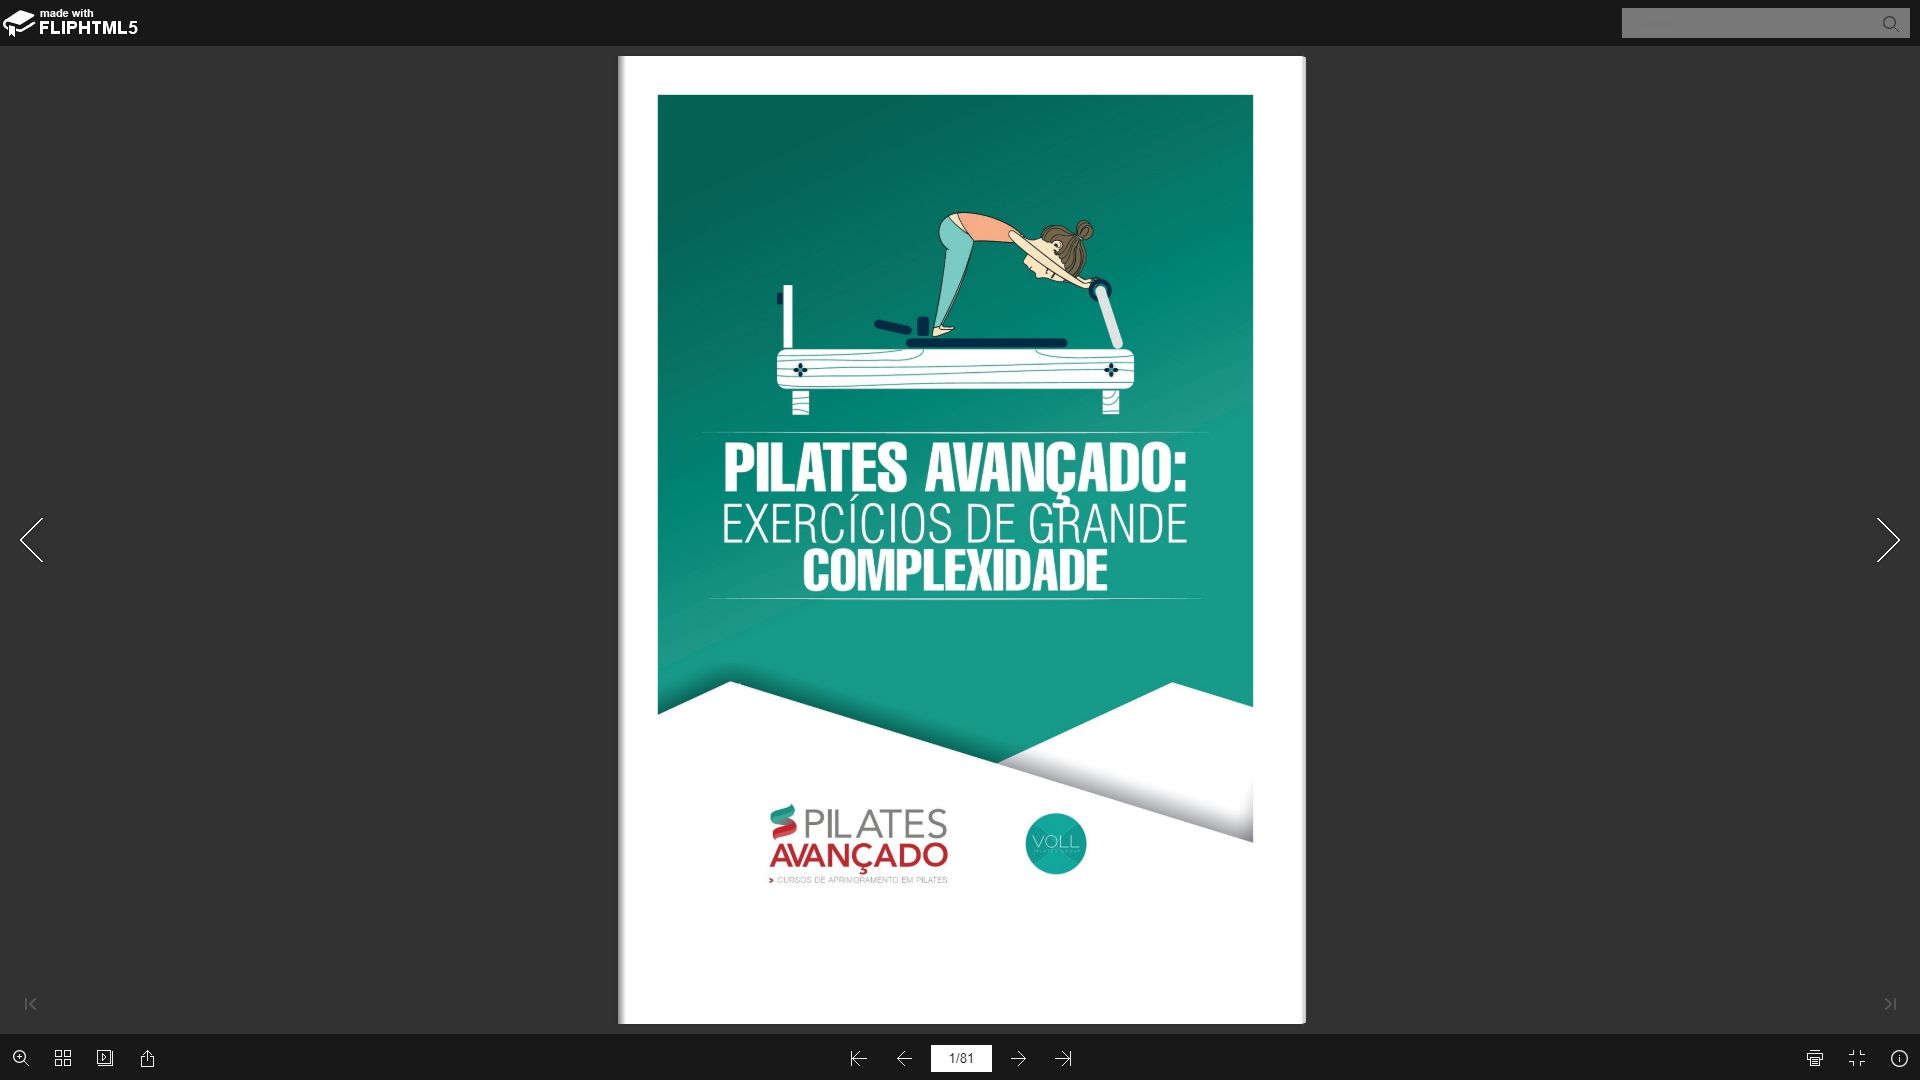 made with
FLIPHTML5
PILATES AVANÇADO:
EXERCÍCIOS DE GRANDE
COMPLEXIDADE
PILATES
AVANÇADO
> CURSOS DE APRIMORAMENTO EM PILATES
VOLL
1/81